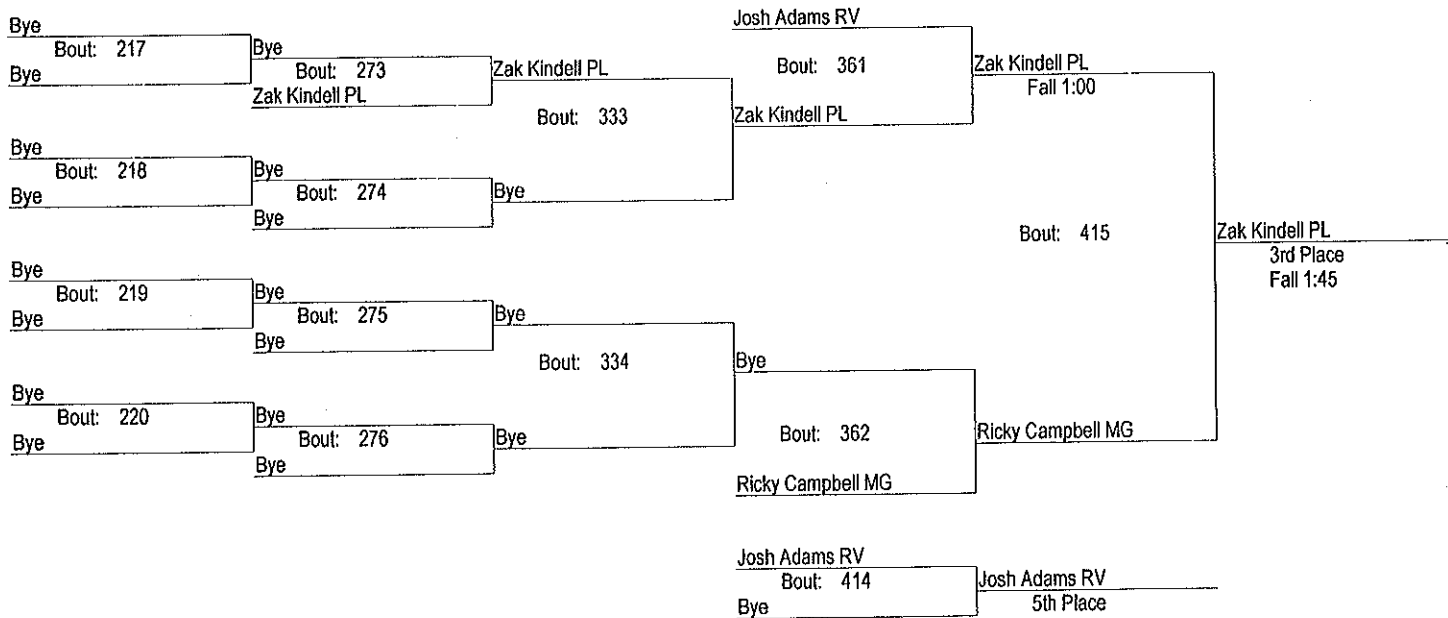 Bye
Bout: 217
Bye
Bye
Bout: 273
Zak Kindell PL
Zak Kindell PL
Bout: 333
Bye
Bout: 218
Bye
Bye
Bout: 274
Bye
Bye
Josh Adams RV
Bout: 361
Zak Kindell PL
Zak Kindell PL
Fall 1:00
Bout: 415
Zak Kindell PL
3rd Place
Fall 1:45
Bye
Bout: 219
Bye
Bye
Bout: 275
Bye
Bye
Bout: 334
Bye
Bout: 220
Bye
Bye
Bout: 276
Bye
Bye
Bye
Bout: 362
Ricky Campbell MG
Ricky Campbell MG
Josh Adams RV
Bout: 414
Bye
Josh Adams RV
5th Place